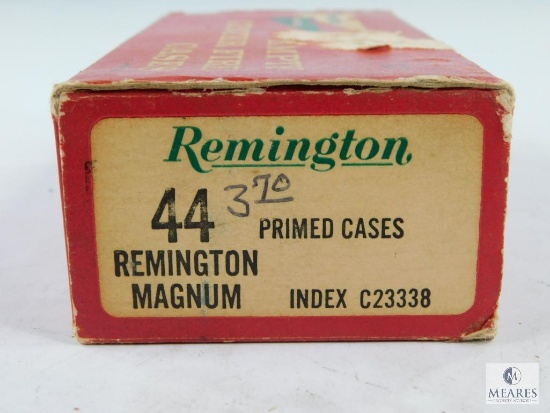 Remington
44 3 70 PRIMED CASES
REMINGTON
MAGNUM INDEX C23338
MEARES